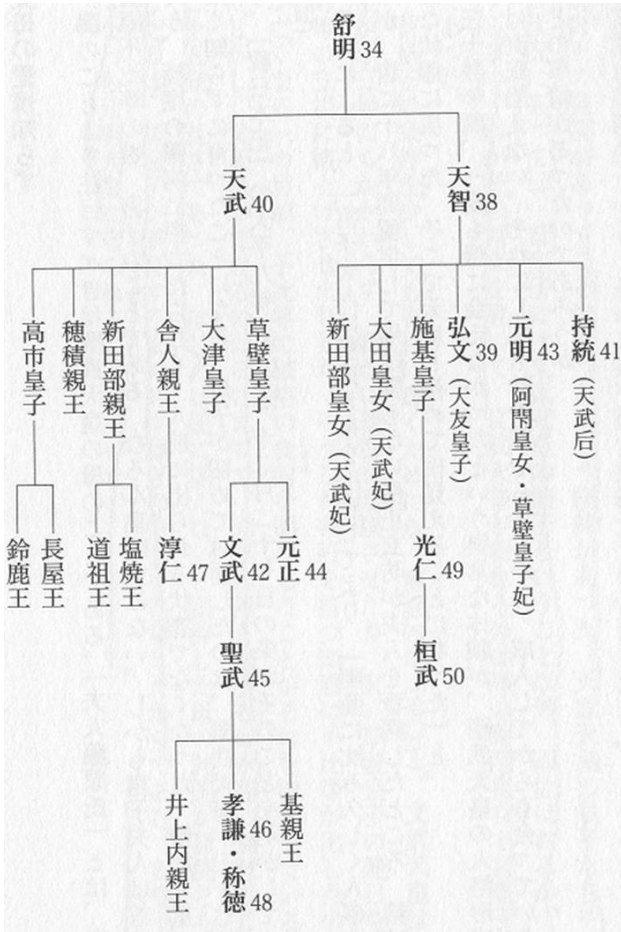 舒明34
天智38
天武40
持統41（天武后）
元明43（阿閇皇女・草壁皇子妃）
弘文39（大友皇子）
施基皇子
大田皇女（天武妃）
新田部皇女（天武妃）
草壁皇子
大津皇子
舎人親王
新田部親王
穂積親王
高市皇子
光仁49
元正44
文武42
淳仁47
塩焼王
道祖王
長屋王
鈴鹿王
桓武50
聖武45
基親王
孝謙46・称徳48
井上内親王